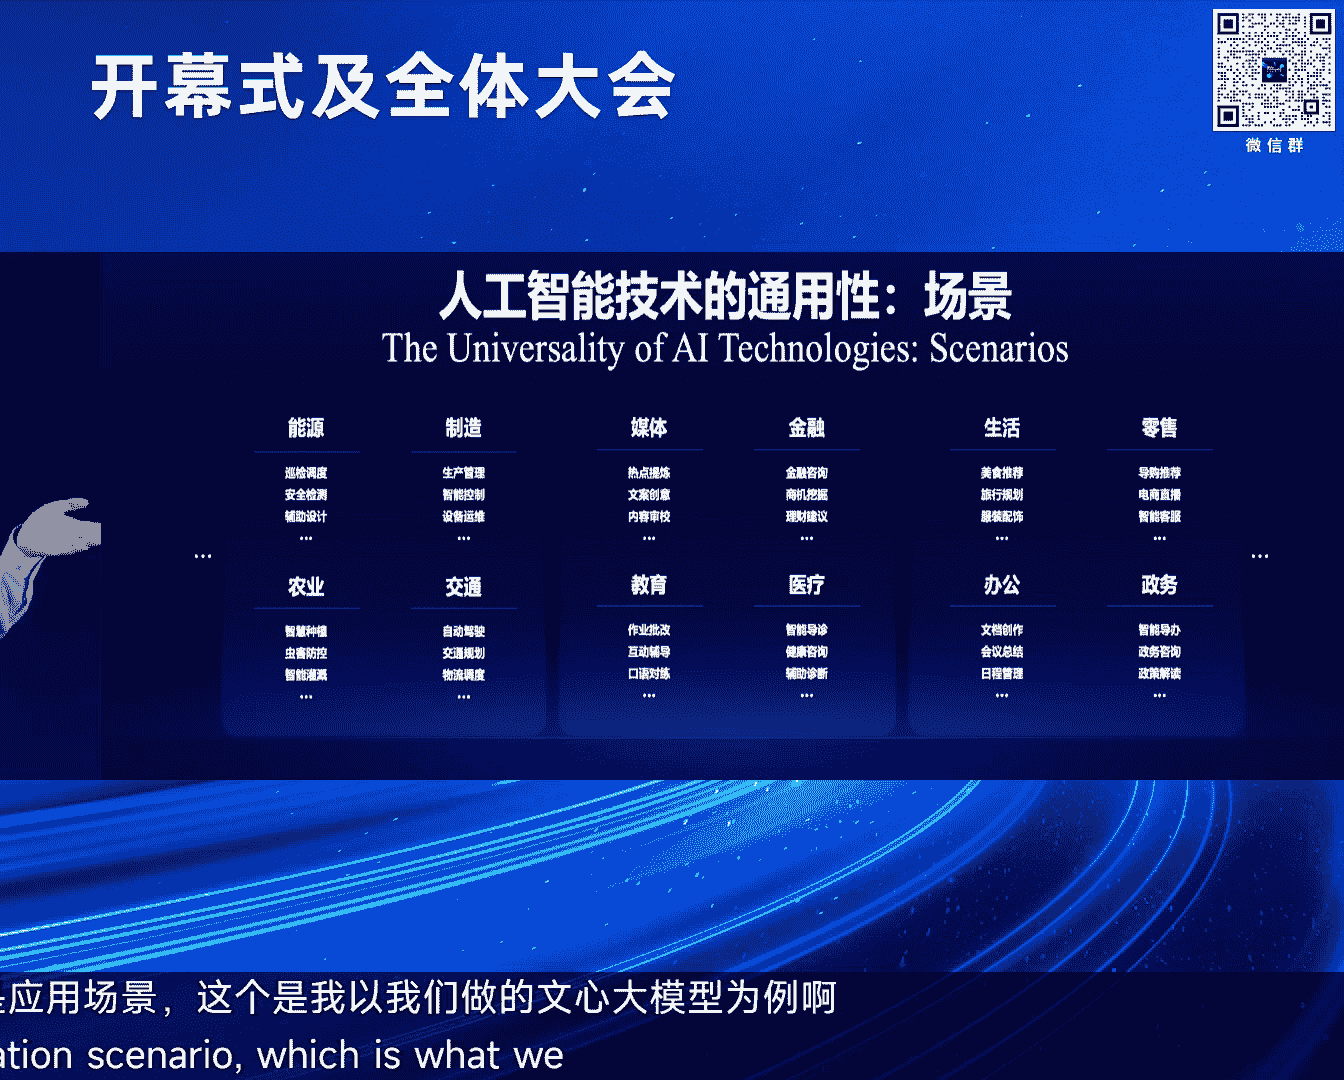 开幕式及全体大会
微信群
人工智能技术的通用性：场景
The Universality of AI Technologies: Scenarios
能源
巡检调度
安全检测
辅助设计
...
制造
生产管理
智能控制
设备运维
...
媒体
热点提炼
文案创意
内容审校
...
金融
金融咨询
商机挖掘
理财建议
...
生活
美食推荐
旅行规划
服装配饰
...
零售
导购推荐
电商直播
智能客服
...
...
...
农业
智慧种植
虫害防控
智能灌溉
...
交通
自动驾驶
交通规划
物流调度
...
教育
作业批改
互动辅导
口语对练
...
医疗
智能导诊
健康咨询
辅助诊断
...
办公
文档创作
会议总结
日程管理
...
政务
智能导办
政务咨询
政策解读
...
应用场景，这个是我以我们做的文心大模型为例啊
ation scenario, which is what we